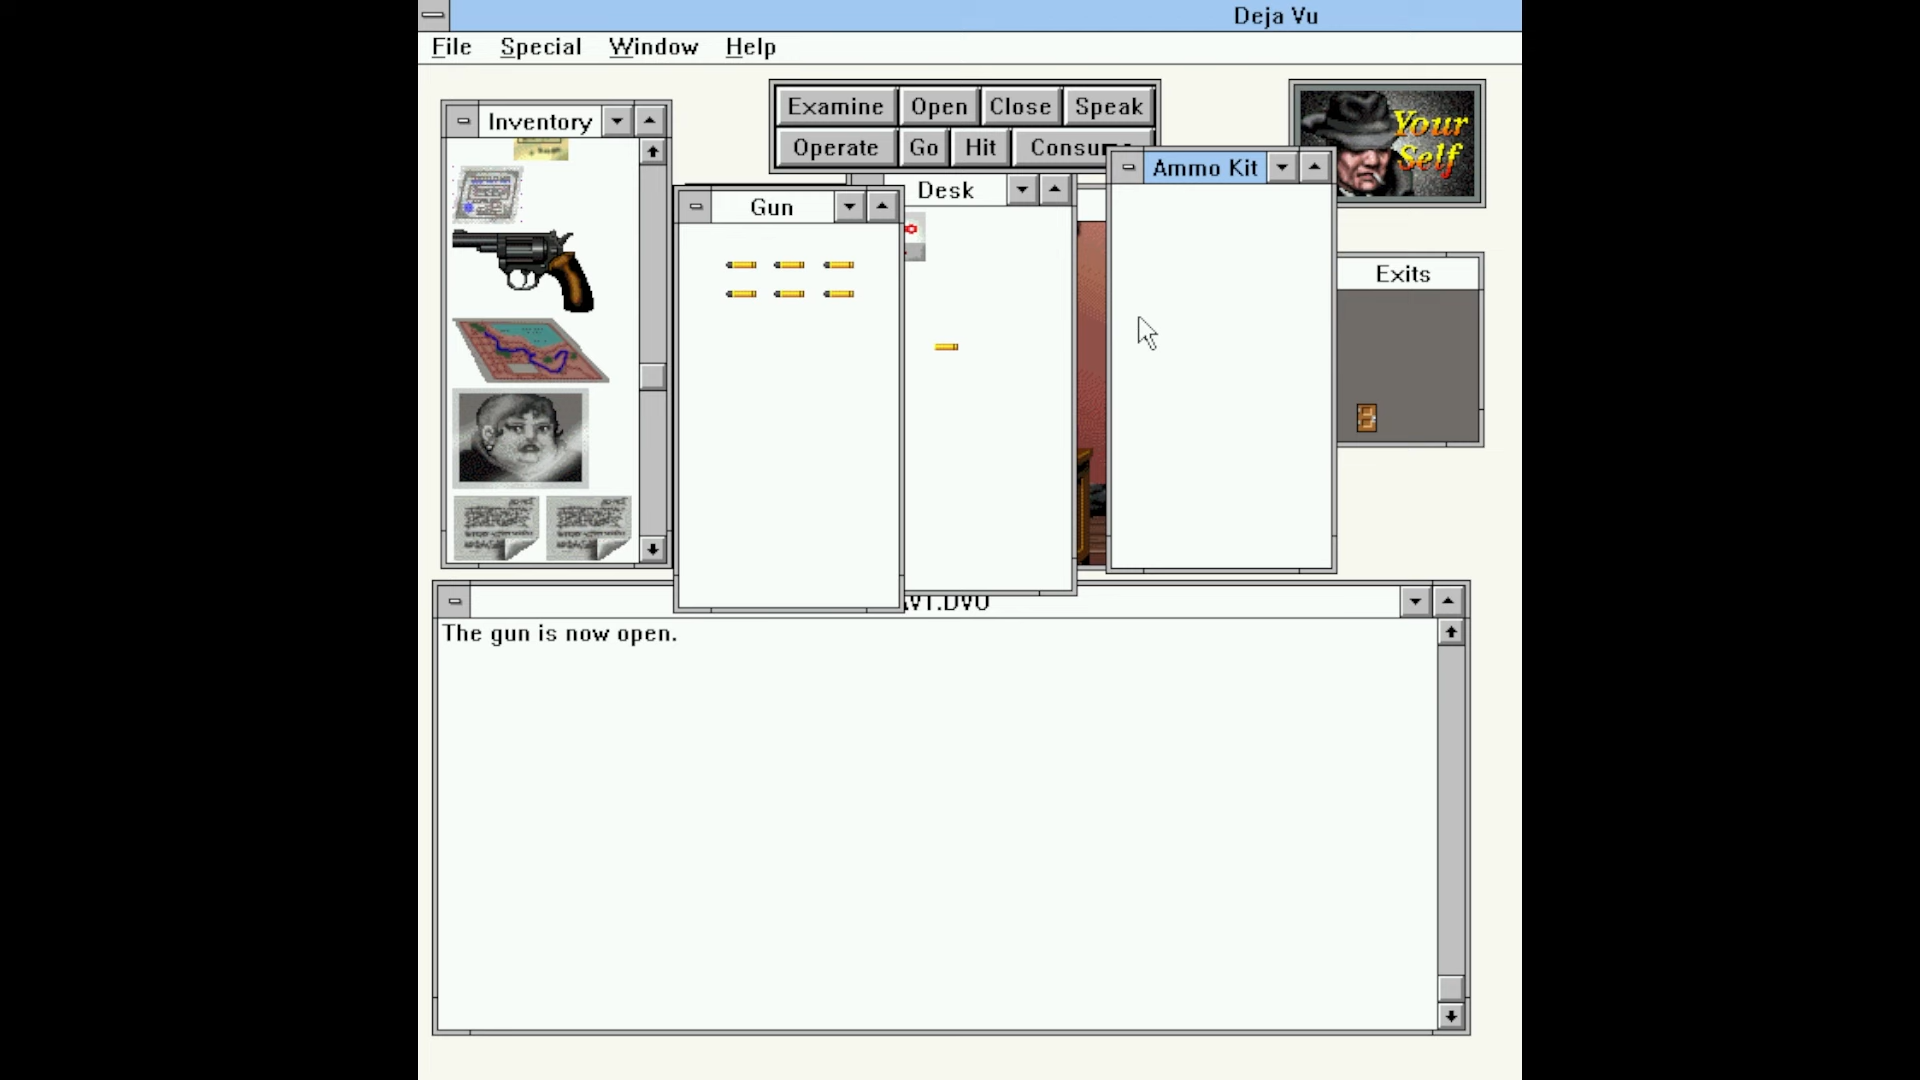 Deja Vu
File Special Window Help
Examine Open Close Speak
Operate Go Hit
Your
Self
Inventory
Gun
Desk
Ammo Kit
Exits
The gun is now open.